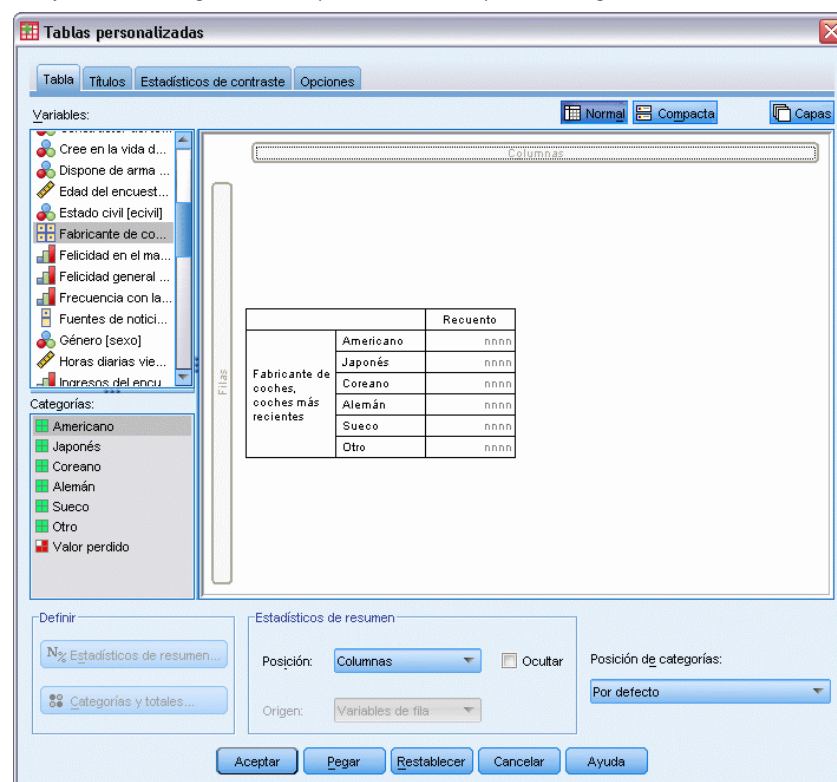 Tablas personalizadas
Tabla
Títulos
Estadísticos de contraste
Opciones
Variables:
Normal
Compacta
Capas
Cree en la vida d...
Dispone de arma ...
Edad del encuest...
Estado civil [ecivil]
Fabricante de co...
Felicidad en el ma...
Felicidad general ...
Frecuencia con la...
Fuentes de notici...
Género [sexo]
Horas diarias vie...
Ingresos del encu
Columnas
Filas
Recuento
Fabricante de
coches,
coches más
recientes
Americano nnnn
Japonés nnnn
Coreano nnnn
Alemán nnnn
Sueco nnnn
Otro nnnn
Categorías:
Americano
Japonés
Coreano
Alemán
Sueco
Otro
Valor perdido
Definir
N% Estadísticos de resumen...
Categorías y totales...
Estadísticos de resumen
Posición: Columnas
Ocultar
Origen: Variables de fila
Posición de categorías:
Por defecto
Aceptar
Pegar
Restablecer
Cancelar
Ayuda